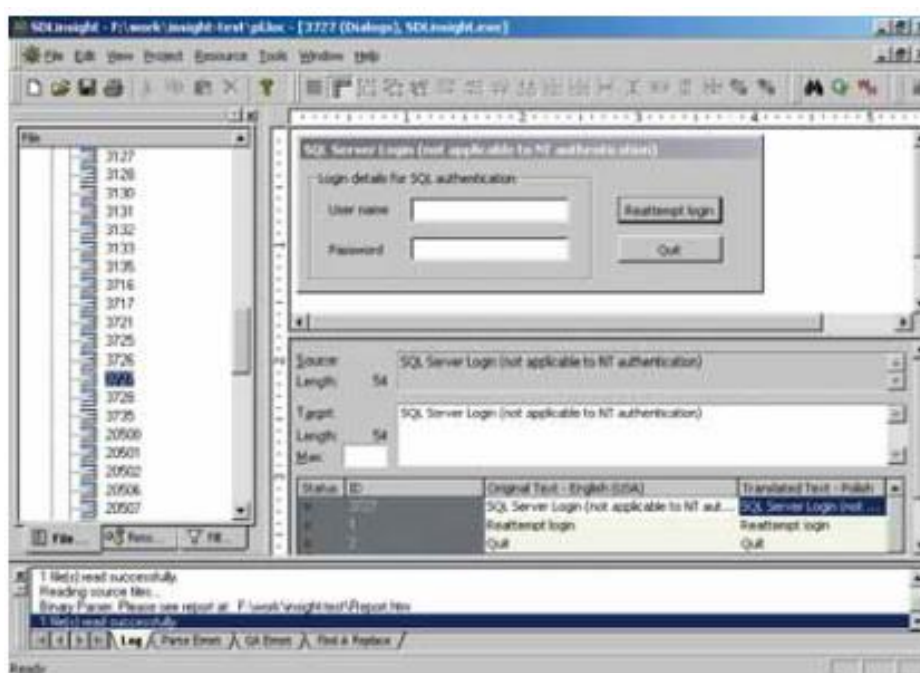 SDLinsight - F:\work\insight-test\pl.loc - [3727 (Dialogs), SDLinsight.exe]
File Edit View Project Resource Tools Window Help
File
3127
3128
3130
3131
3132
3133
3135
3716
3717
3721
3725
3726
3727
3728
3735
20500
20501
20502
20506
20507
File
SQL Server Login (not applicable to NT authentication)
Login details for SQL authentication
User name
Reattempt login
Password
Quit
Source:
SQL Server Login (not applicable to NT authentication)
Length: 54
Target:
SQL Server Login (not applicable to NT authentication)
Length: 54
Max:
Status ID Original Text - English (USA) Translated Text - Polish
3727 SQL Server Login (not applicable to NT aut... SQL Server Login (not ...
1 Reattempt login Reattempt login
2 Quit Quit
1 file(s) read successfully.
Reading source files...
Binary Parser: Please see report at: F:\work\insight-test\Report.htm
1 file(s) read successfully.
Log Parse Errors QA Errors Find & Replace
Ready